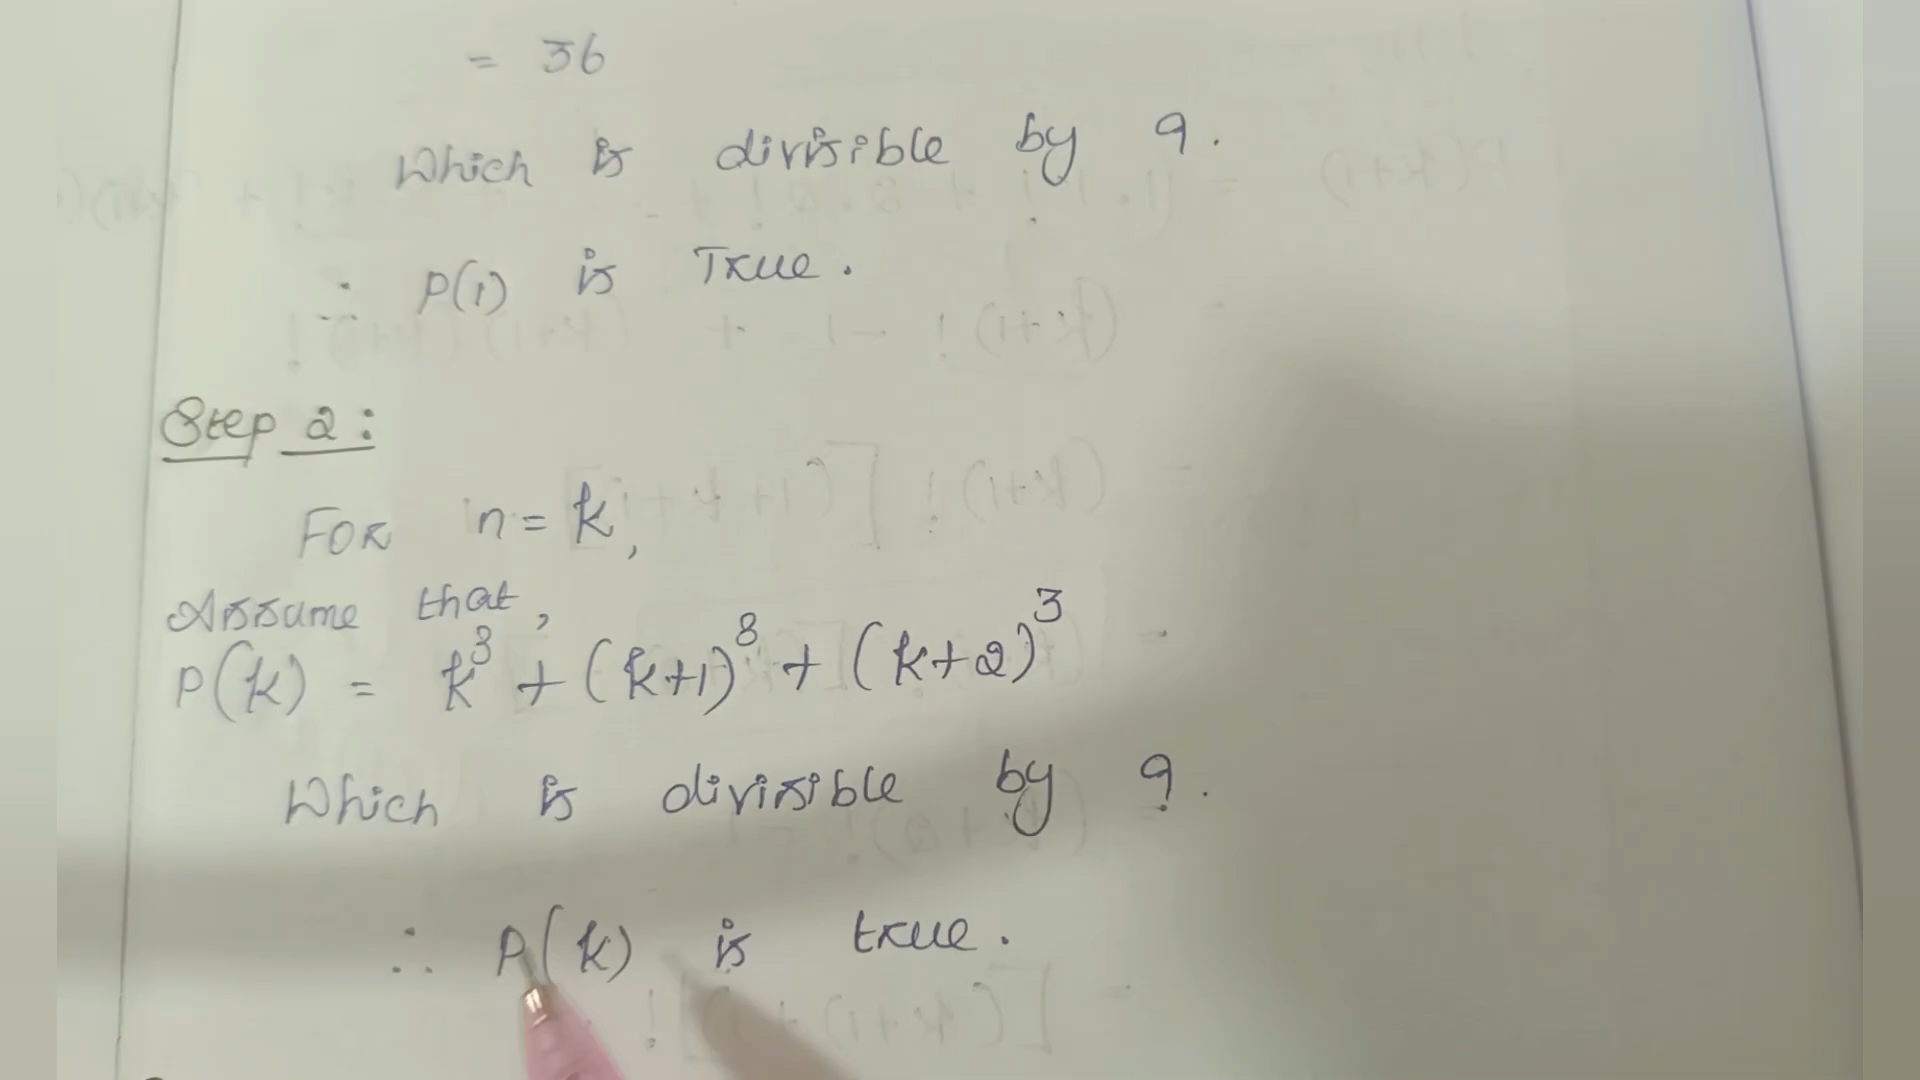 = 36
which is divisible by 9.
∴ P(1) is True.
Step 2:
For n = k,
Assume that,
P(k) = k³ + (k+1)³ + (k+2)³
which is divisible by 9.
∴ P(k) is true.